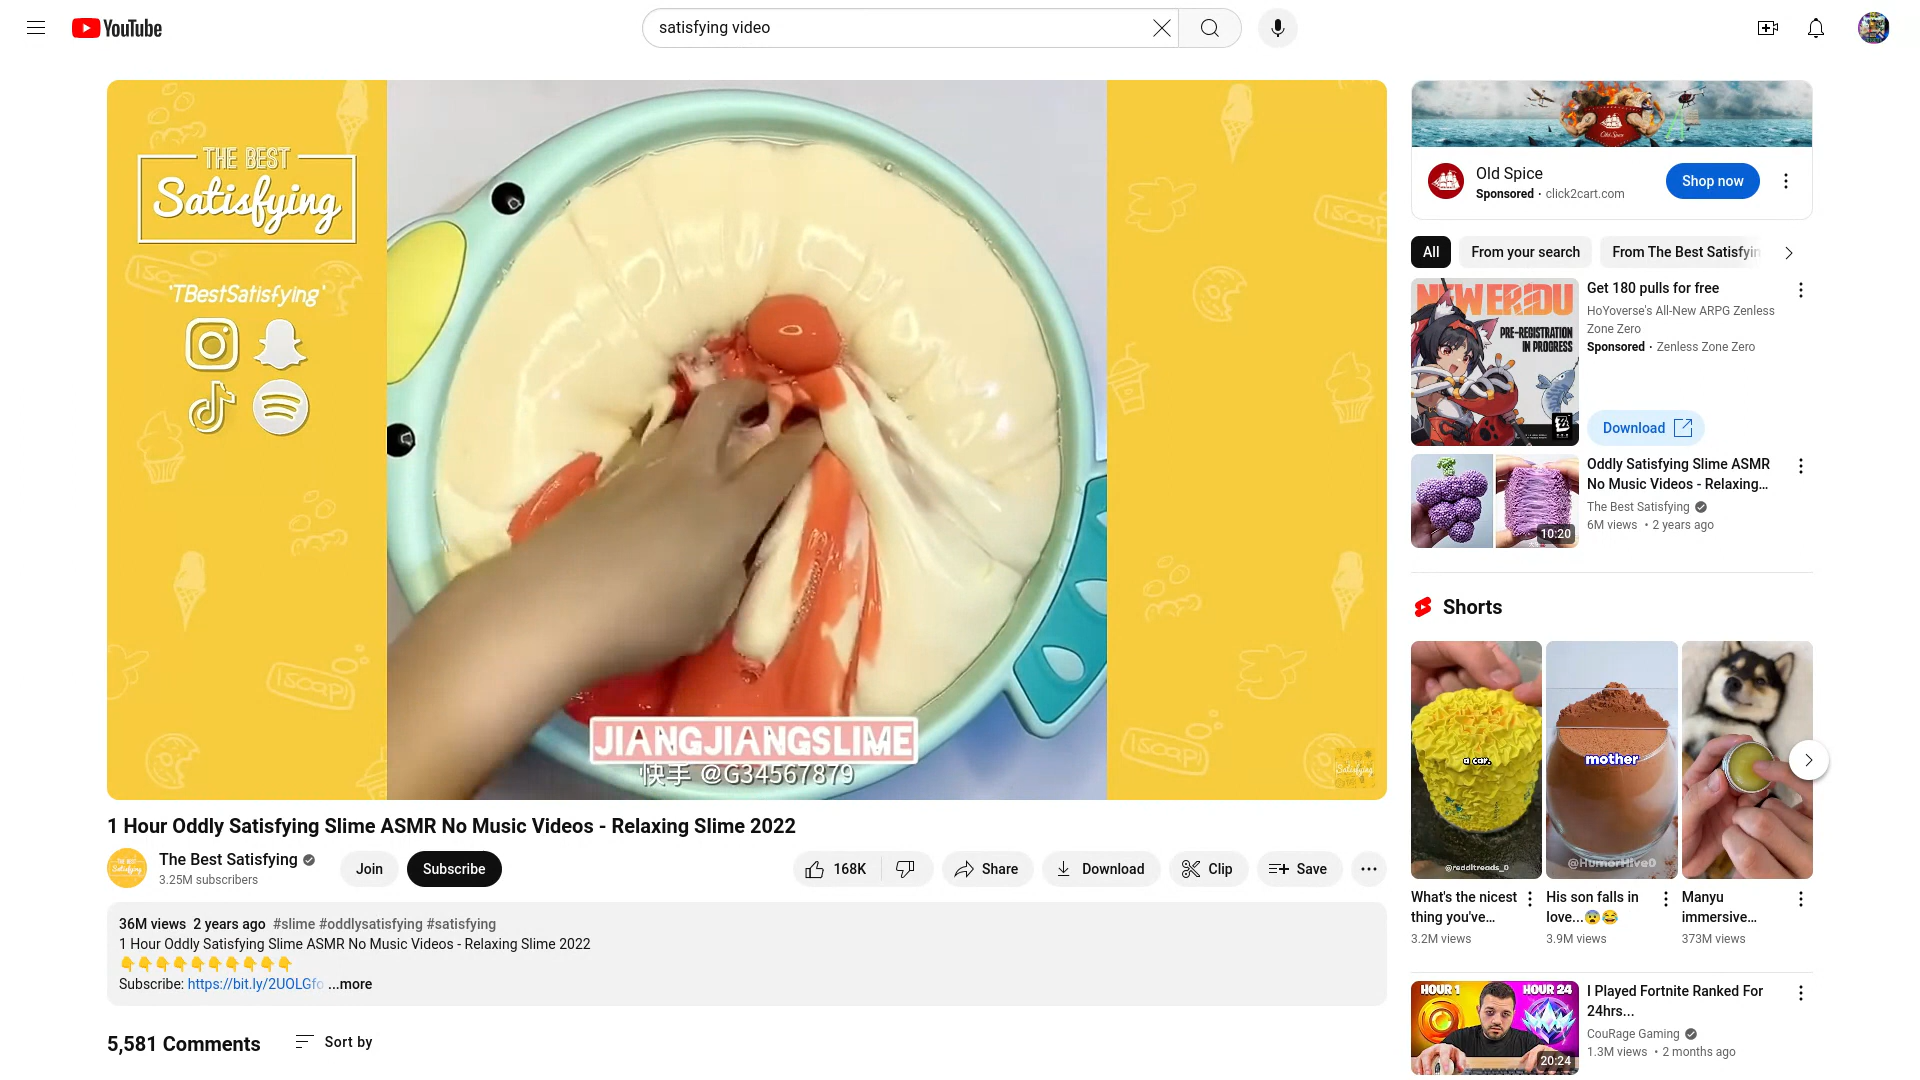 YouTube
satisfying video
THE BEST
Satisfying
'TBestSatisfying'
JIANGJIANGSLIME
快手 @G34567879
1 Hour Oddly Satisfying Slime ASMR No Music Videos - Relaxing Slime 2022
The Best Satisfying
3.25M subscribers
Join
Subscribe
168K
Share
Download
Clip
Save
36M views 2 years ago #slime #oddlysatisfying #satisfying
1 Hour Oddly Satisfying Slime ASMR No Music Videos - Relaxing Slime 2022
Subscribe: https://bit.ly/2UOLGfo ...more
5,581 Comments
Sort by
Old Spice
Old Spice
Sponsored · click2cart.com
Shop now
All
From your search
From The Best Satisfyin
NEW ERIDU
PRE-REGISTRATION
IN PROGRESS
Get 180 pulls for free
HoYoverse's All-New ARPG Zenless
Zone Zero
Sponsored · Zenless Zone Zero
Download
10:20
Oddly Satisfying Slime ASMR
No Music Videos - Relaxing...
The Best Satisfying
6M views • 2 years ago
Shorts
a car.
@redditreads_D
What's the nicest
thing you've...
3.2M views
mother
@HumorHive0
His son falls in
love...😨😂
3.9M views
Manyu
immersive...
373M views
HOUR 1
HOUR 24
20:24
I Played Fortnite Ranked For
24hrs...
CouRage Gaming
1.3M views • 2 months ago